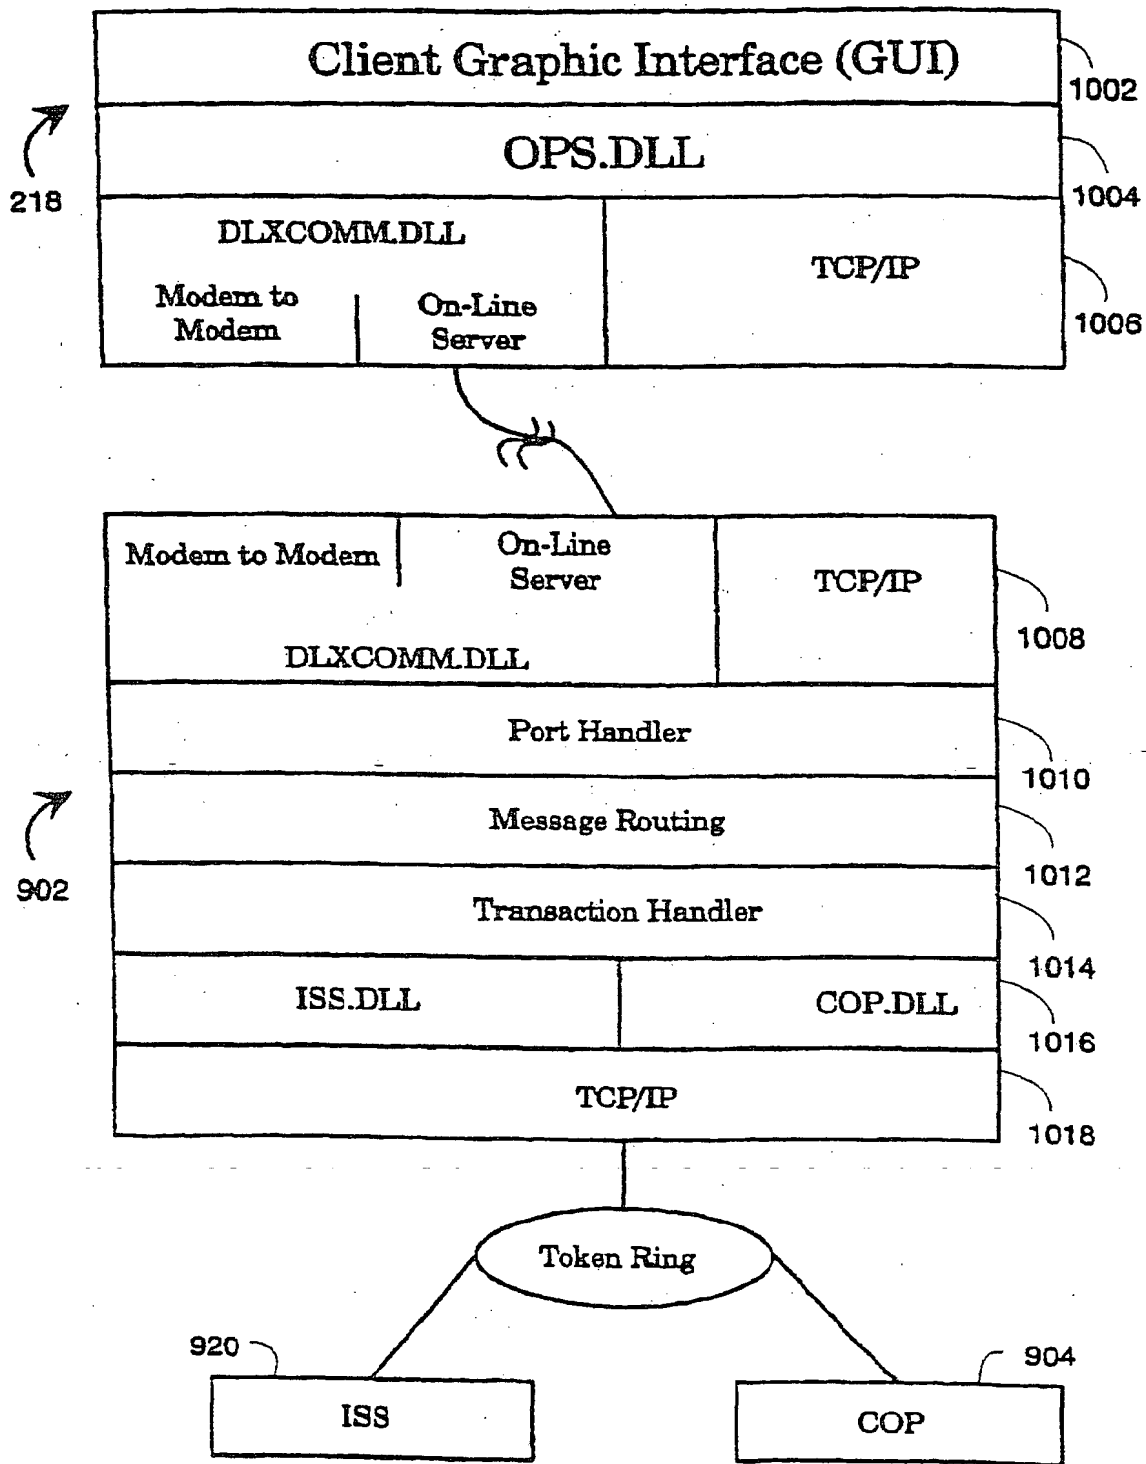 Client Graphic Interface (GUI)
1002
OPS.DLL
1004
218
DLXCOMM.DLL
TCP/IP
1006
Modem to
Modem
On-Line
Server
Modem to Modem
On-Line
Server
TCP/IP
1008
DLXCOMM.DLL
Port Handler
1010
Message Routing
1012
902
Transaction Handler
1014
ISS.DLL
COP.DLL
1016
TCP/IP
1018
Token Ring
920
904
ISS
COP